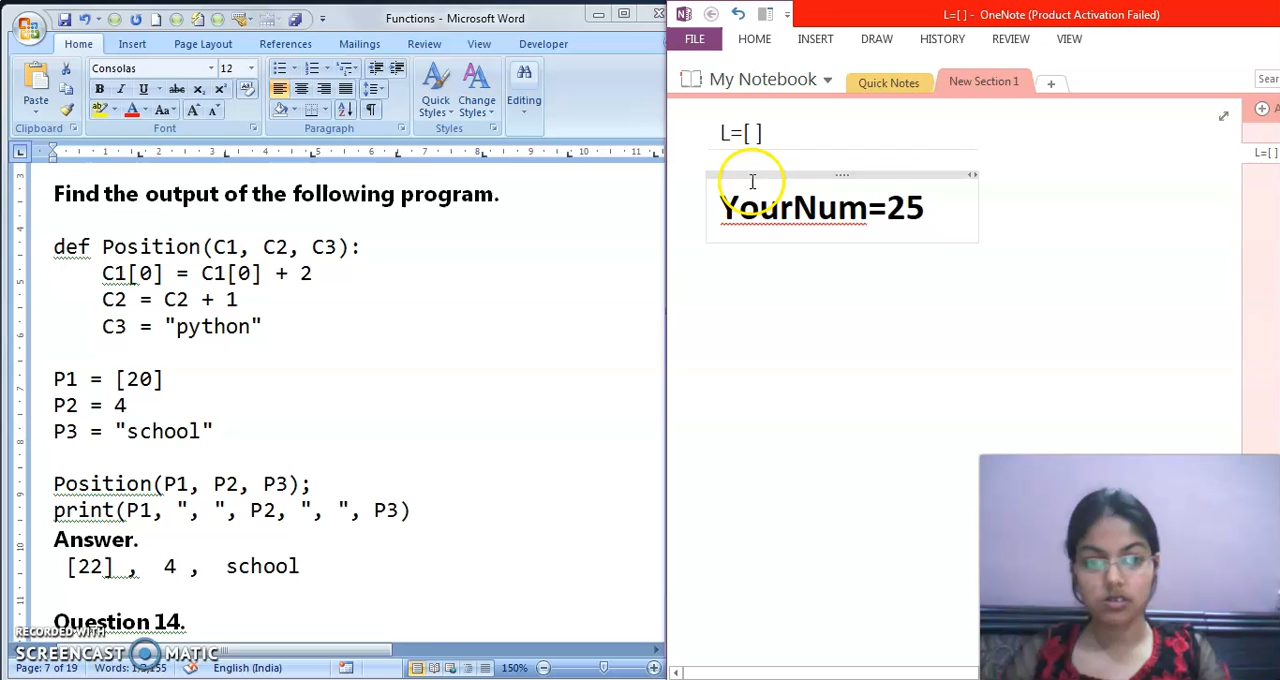 Functions - Microsoft Word
L=[ ] - OneNote (Product Activation Failed)
Home Insert Page Layout References Mailings Review View Developer
FILE HOME INSERT DRAW HISTORY REVIEW VIEW
Consolas 12
Paste
Quick Styles
Change Styles
Editing
Clipboard Font Paragraph Styles
My Notebook Quick Notes New Section 1
Sear
L=[ ]
L=[ ]
YourNum=25
Find the output of the following program.
def Position(C1, C2, C3):
C1[0] = C1[0] + 2
C2 = C2 + 1
C3 = "python"
P1 = [20]
P2 = 4
P3 = "school"
Position(P1, P2, P3);
print(P1, ", ", P2, ", ", P3)
Answer.
[22] , 4 , school
Question 14.
RECORDED WITH
SCREENCAST MATIC
Page: 7 of 19 English (India) 150%